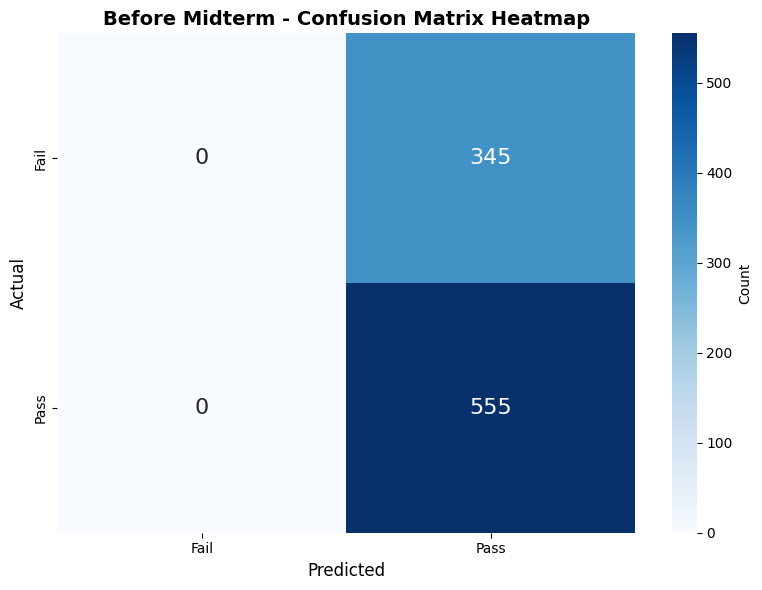 Before Midterm - Confusion Matrix Heatmap
Actual
Fail
Pass
0
345
0
555
Fail
Pass
Predicted
500
400
300
200
100
0
Count